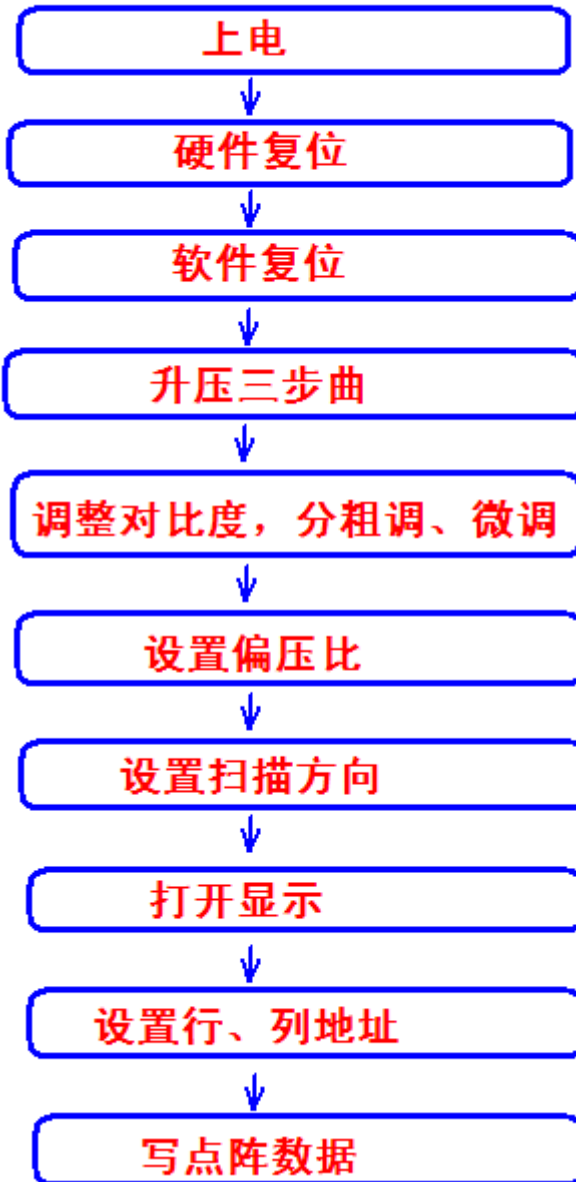 上电
硬件复位
软件复位
升压三步曲
调整对比度，分粗调、微调
设置偏压比
设置扫描方向
打开显示
设置行、列地址
写点阵数据